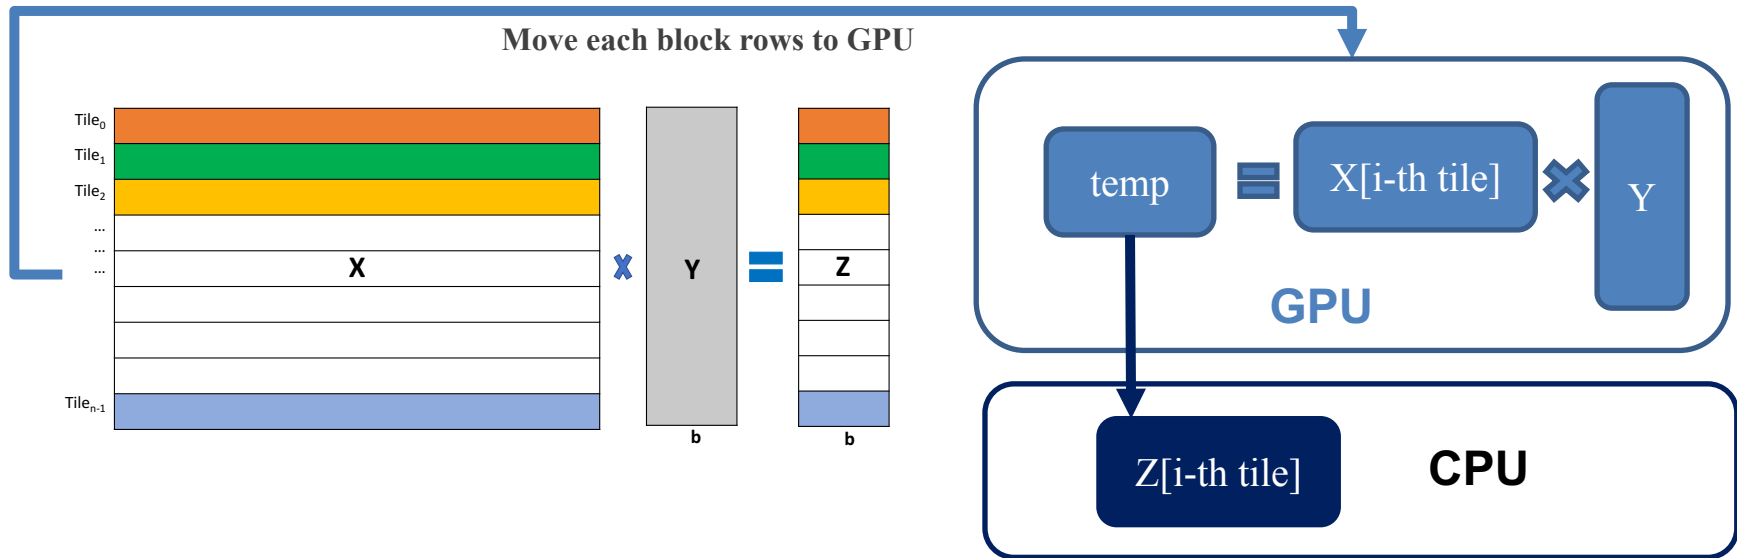 Move each block rows to GPU
Tile0
Tile1
Tile2
...
...
...
Tilen-1
X
Y
b
Z
b
temp
X[i-th tile]
Y
GPU
Z[i-th tile]
CPU